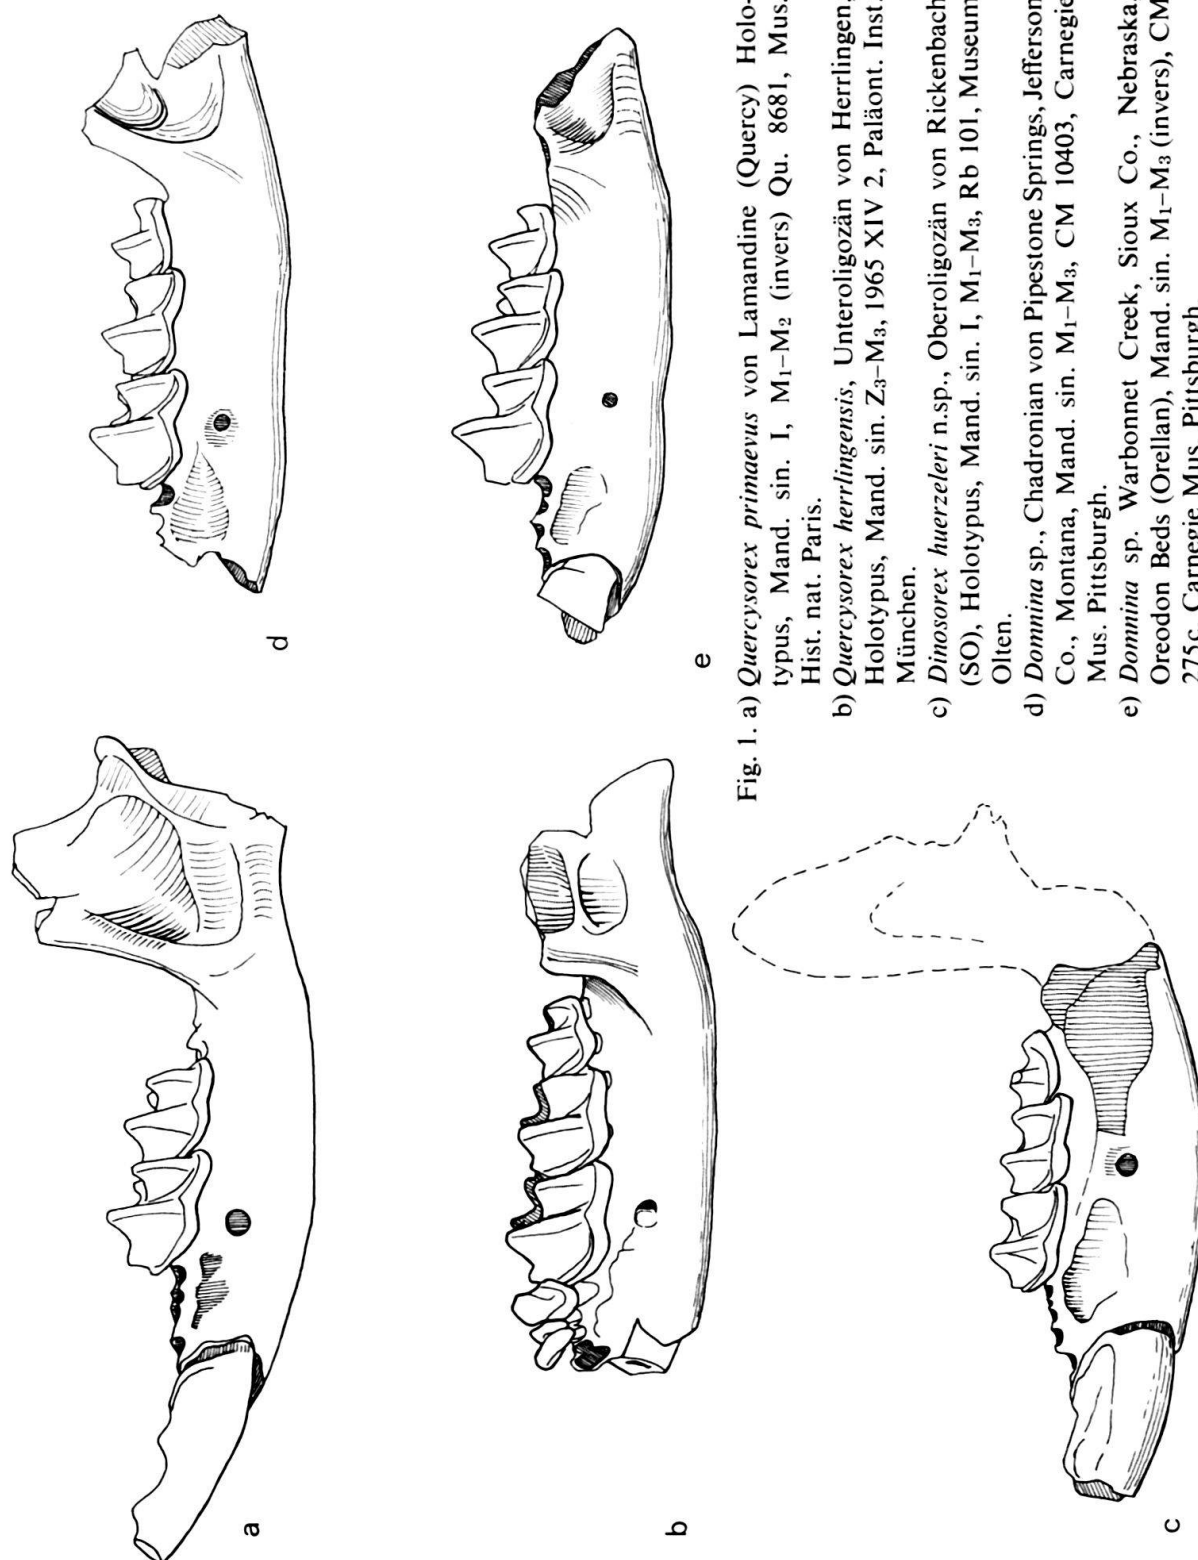 a
b
c
d
e
Fig. 1. a) Quercysorex primaevus von Lamandine (Quercy) Holo-
typus, Mand. sin. I, M₁–M₂ (invers) Qu. 8681, Mus.
Hist. nat. Paris.
b) Quercysorex herrlingensis, Unteroligozän von Herrlingen,
Holotypus, Mand. sin. Z₃–M₃, 1965 XIV 2, Paläont. Inst.
München.
c) Dinosorex huerzeleri n.sp., Oberoligozän von Rickenbach
(SO), Holotypus, Mand. sin. I, M₁–M₃, Rb 101, Museum
Olten.
d) Domnina sp., Chadronian von Pipestone Springs, Jefferson
Co., Montana, Mand. sin. M₁–M₃, CM 10403, Carnegie
Mus. Pittsburgh.
e) Domnina sp. Warbonnet Creek, Sioux Co., Nebraska,
Oreodon Beds (Orellan), Mand. sin. M₁–M₃ (invers), CM
275c, Carnegie Mus. Pittsburgh